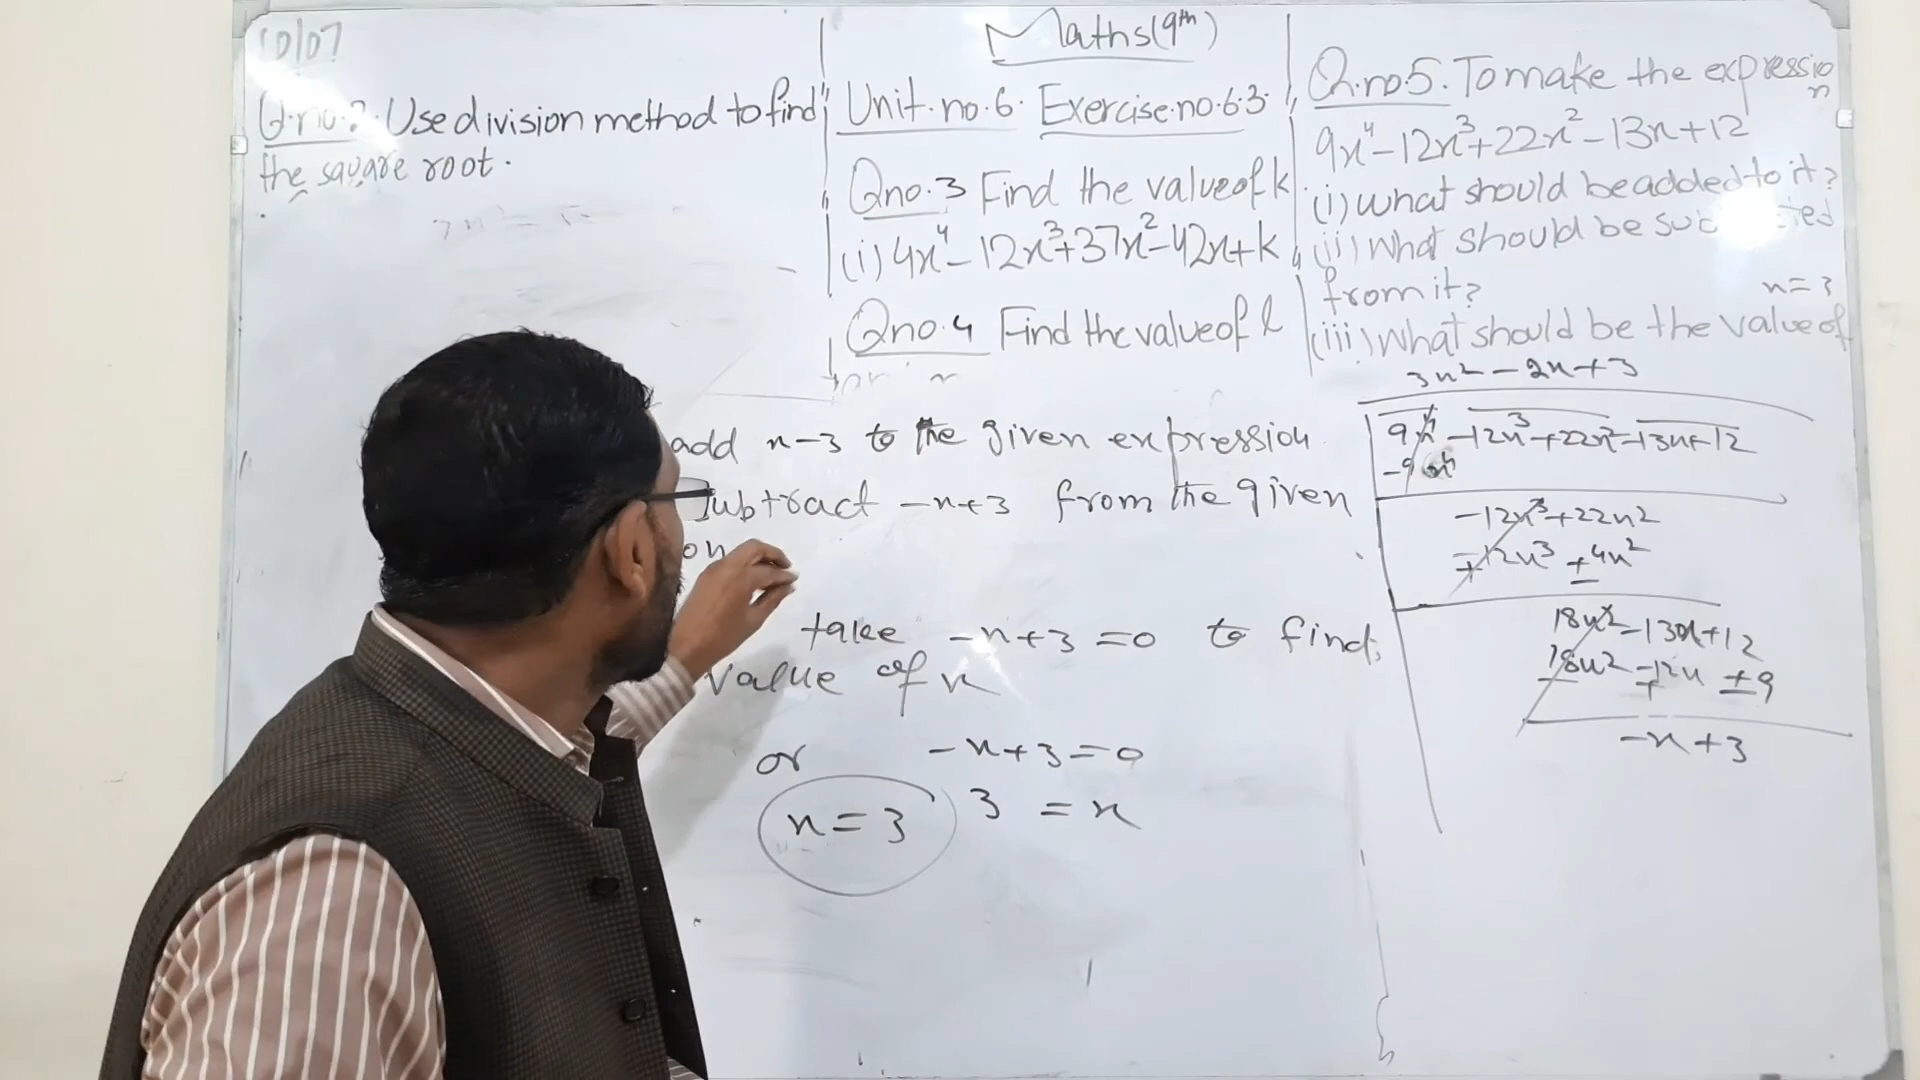 10/07
Q.no.2. Use division method to find
the square root.
Maths(9th)
Unit.no.6. Exercise.no.6.3.
Qno.3 Find the value of k
(i) 4x⁴ - 12x³ + 37x² - 42x + k
Qno.4 Find the value of l
Q.no5. To make the expression
9x⁴ - 12x³ + 22x² - 13x + 12
(i) what should be added to it?
(ii) What should be
from it?
x = 3
(iii) What should be the value of
3x² - 2x + 3
9x⁴ - 12x³ + 22x² - 13x + 12
-9x⁴
-12x³ + 22x²
∓12x³ ± 4x²
18x² - 13x + 12
18x² - 12x ± 9
-x + 3
add x - 3 to the given expression
subtract -x + 3 from the given
on
take -x + 3 = 0 to find
value of x
or -x + 3 = 0
x = 3 3 = x